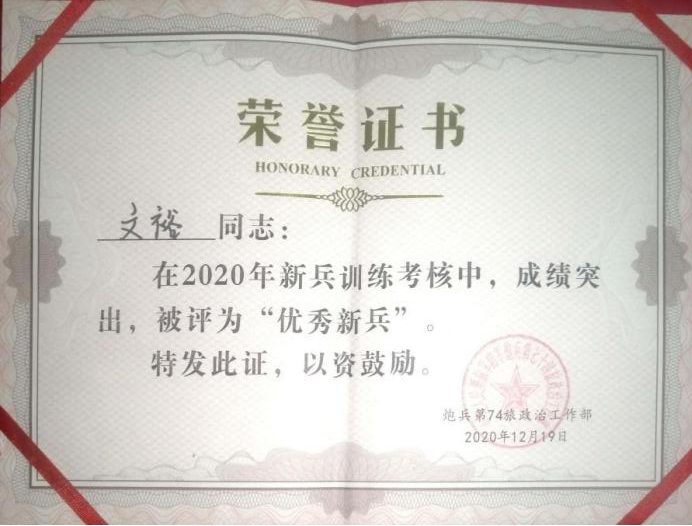 荣誉证书
HONORARY CREDENTIAL
文裕 同志：
在2020年新兵训练考核中，成绩突
出，被评为“优秀新兵”。
特发此证，以资鼓励。
炮兵第74旅政治工作部
2020年12月19日